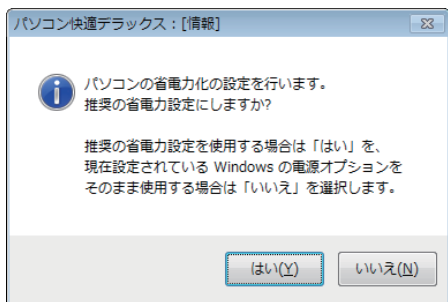 パソコン快適デラックス：[情報]
パソコンの省電力化の設定を行います。
推奨の省電力設定にしますか?
推奨の省電力設定を使用する場合は「はい」を、
現在設定されている Windows の電源オプションを
そのまま使用する場合は「いいえ」を選択します。
はい(Y)
いいえ(N)